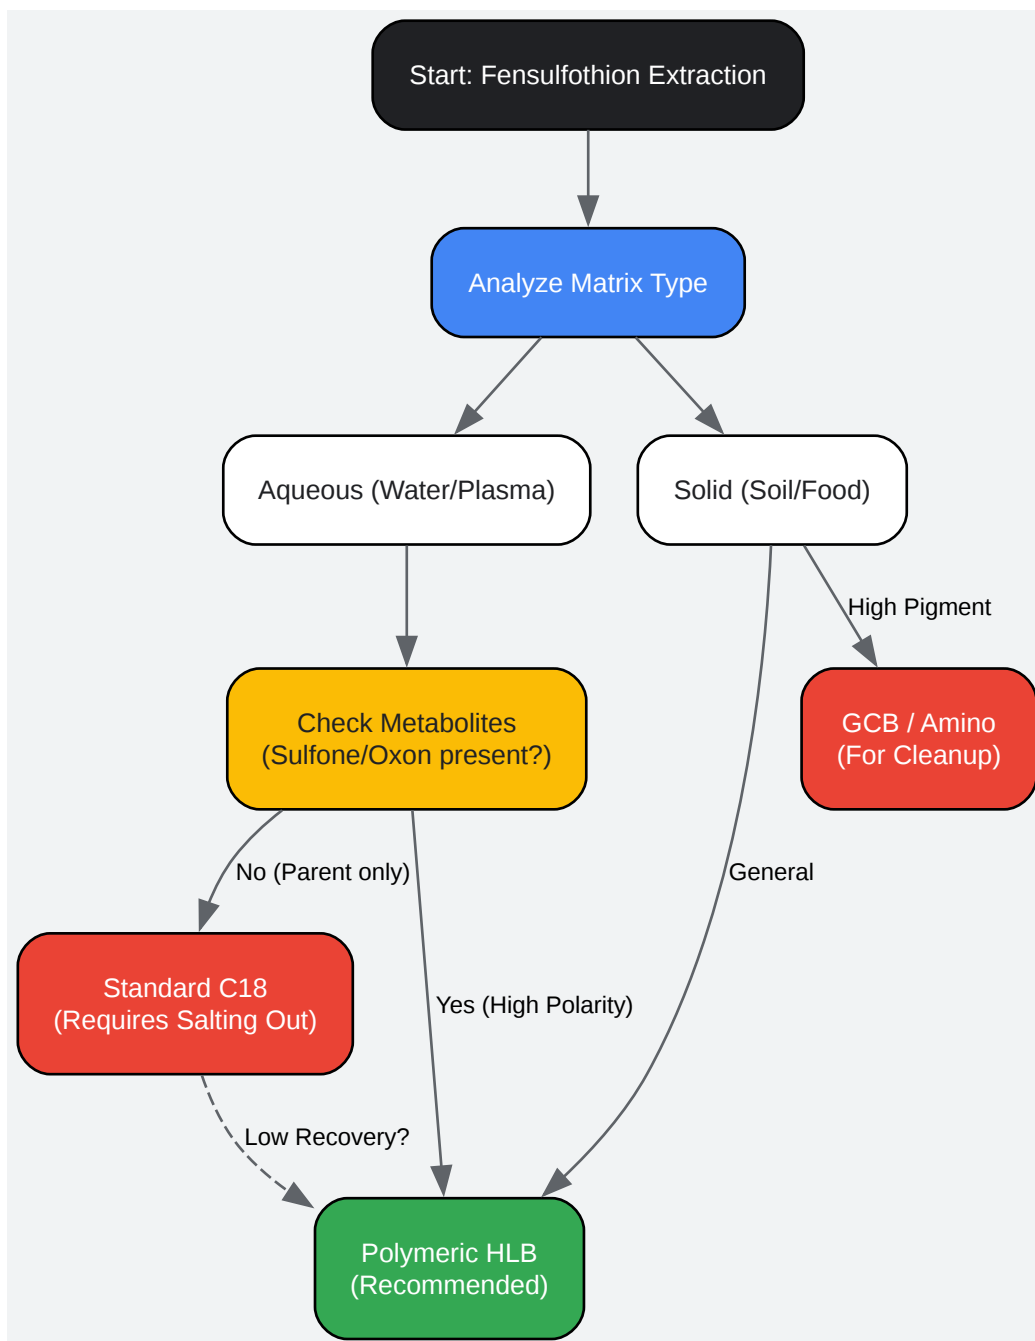 Start: Fensulfothion Extraction
Analyze Matrix Type
Aqueous (Water/Plasma)
Solid (Soil/Food)
High Pigment
Check Metabolites
(Sulfone/Oxon present?)
GCB / Amino
(For Cleanup)
No (Parent only)
General
Standard C18
(Requires Salting Out)
Yes (High Polarity)
Low Recovery?
Polymeric HLB
(Recommended)